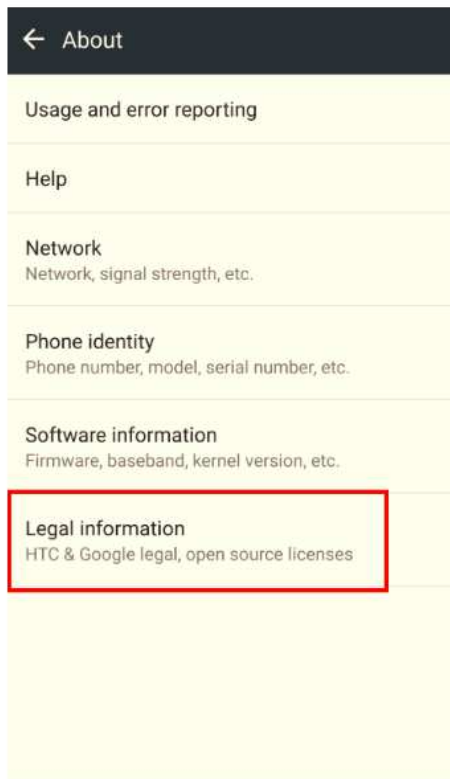 About
Usage and error reporting
Help
Network
Network, signal strength, etc.
Phone identity
Phone number, model, serial number, etc.
Software information
Firmware, baseband, kernel version, etc.
Legal information
HTC & Google legal, open source licenses